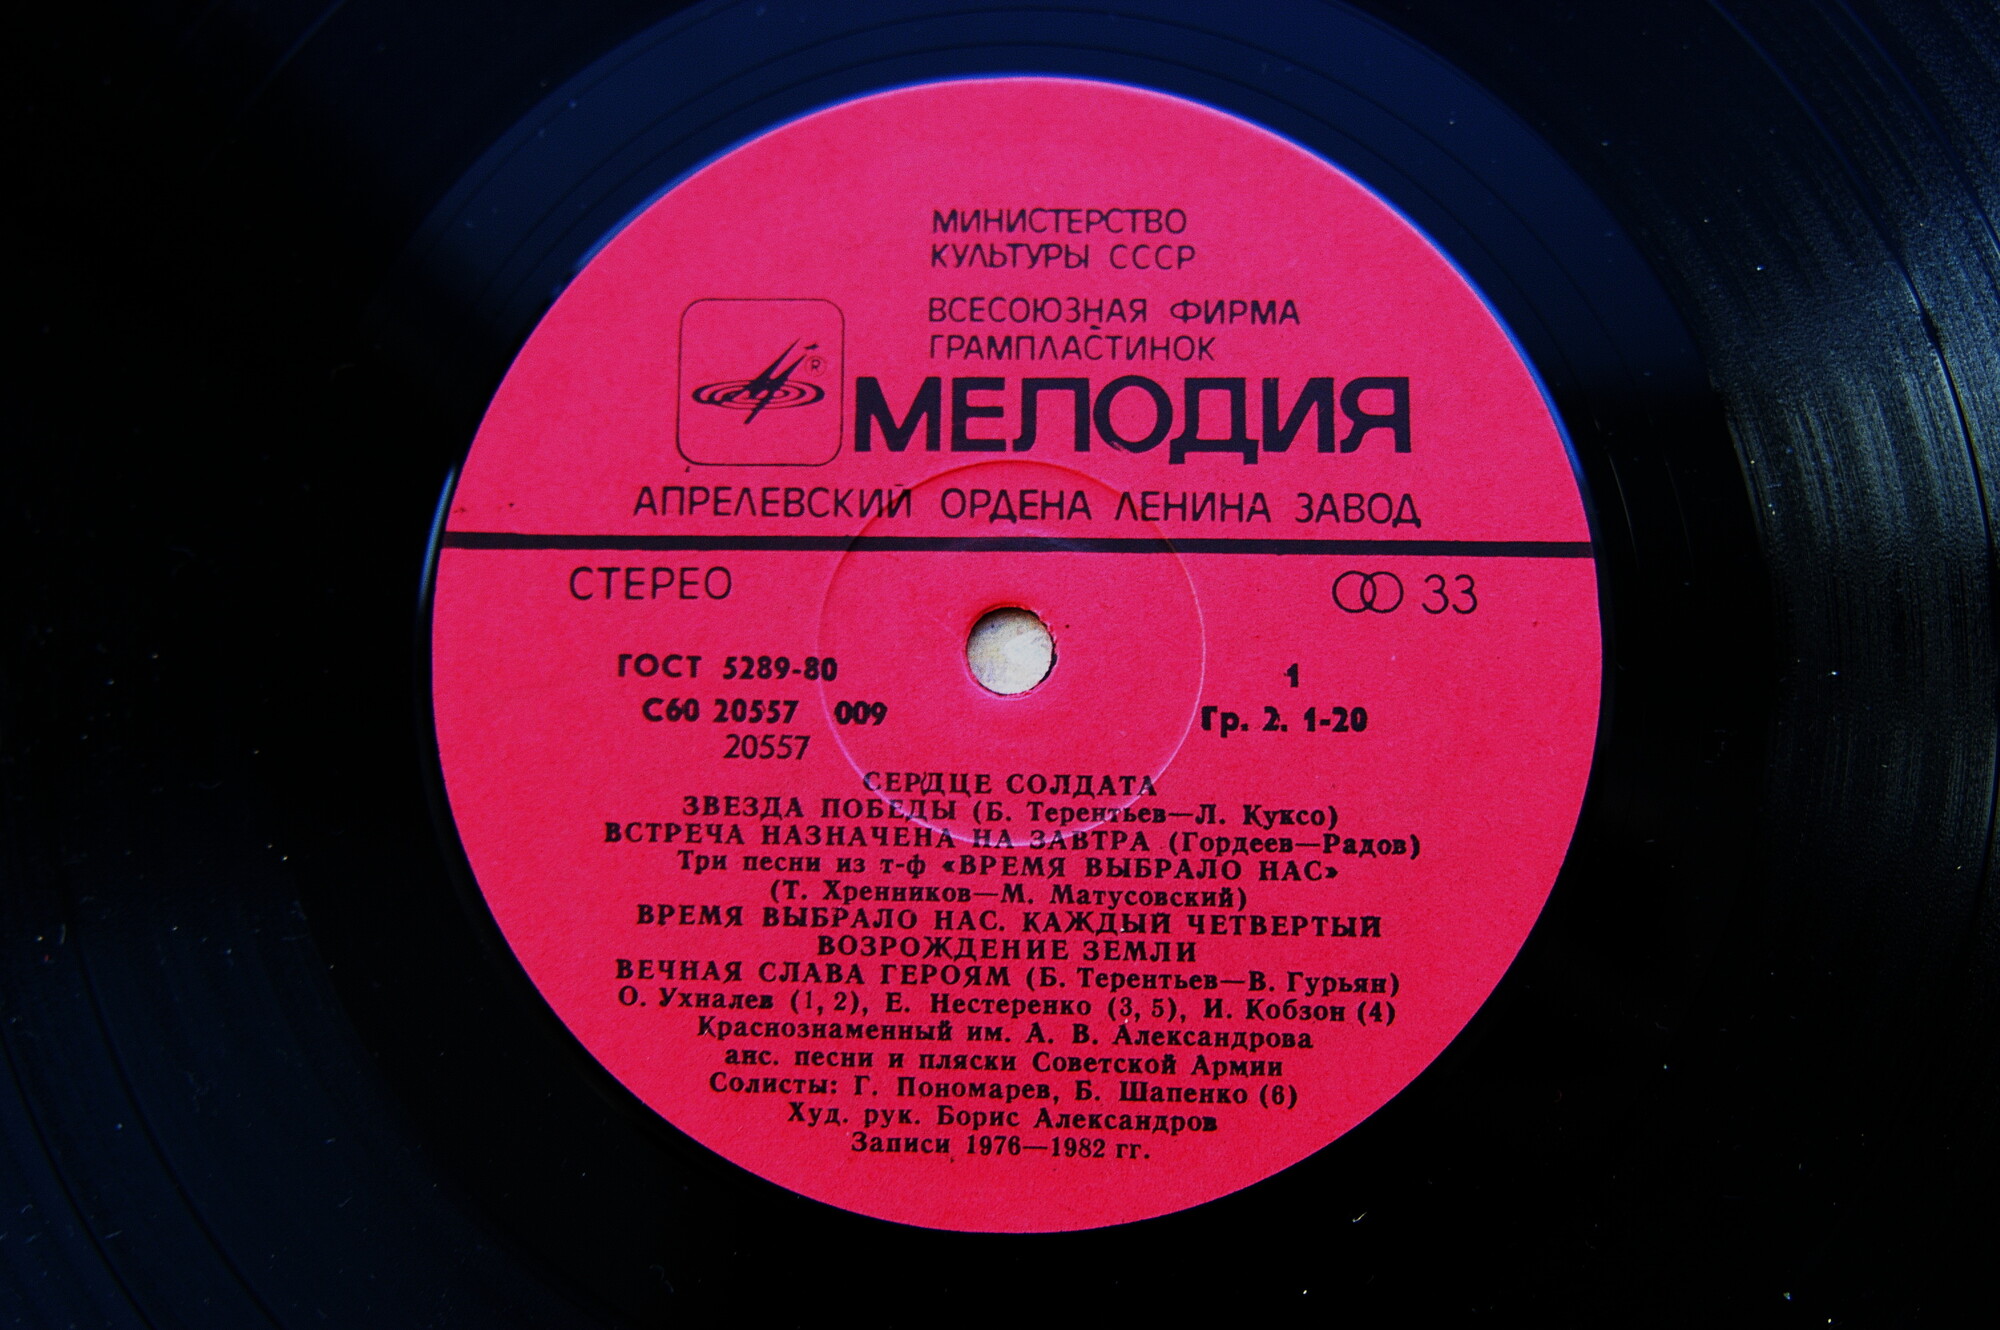 МИНИСТЕРСТВО
КУЛЬТУРЫ СССР
ВСЕСОЮЗНАЯ ФИРМА
ГРАМПЛАСТИНОК
®
МЕЛОДИЯ
АПРЕЛЕВСКИЙ ОРДЕНА ЛЕНИНА ЗАВОД
СТЕРЕО 33
ГОСТ 5289-80 1
С60 20557 009 Гр. 2. 1-20
20557
СЕРДЦЕ СОЛДАТА
ЗВЕЗДА ПОБЕДЫ (Б. Терентьев—Л. Куксо)
ВСТРЕЧА НАЗНАЧЕНА НА ЗАВТРА (Гордеев—Радов)
Три песни из т-ф «ВРЕМЯ ВЫБРАЛО НАС»
(Т. Хренников—М. Матусовский)
ВРЕМЯ ВЫБРАЛО НАС. КАЖДЫЙ ЧЕТВЕРТЫЙ
ВОЗРОЖДЕНИЕ ЗЕМЛИ
ВЕЧНАЯ СЛАВА ГЕРОЯМ (Б. Терентьев—В. Гурьян)
О. Ухналев (1, 2), Е. Нестеренко (3, 5), И. Кобзон (4)
Краснознаменный им. А. В. Александрова
анс. песни и пляски Советской Армии
Солисты: Г. Пономарев, Б. Шапенко (6)
Худ. рук. Борис Александров
Записи 1976—1982 гг.